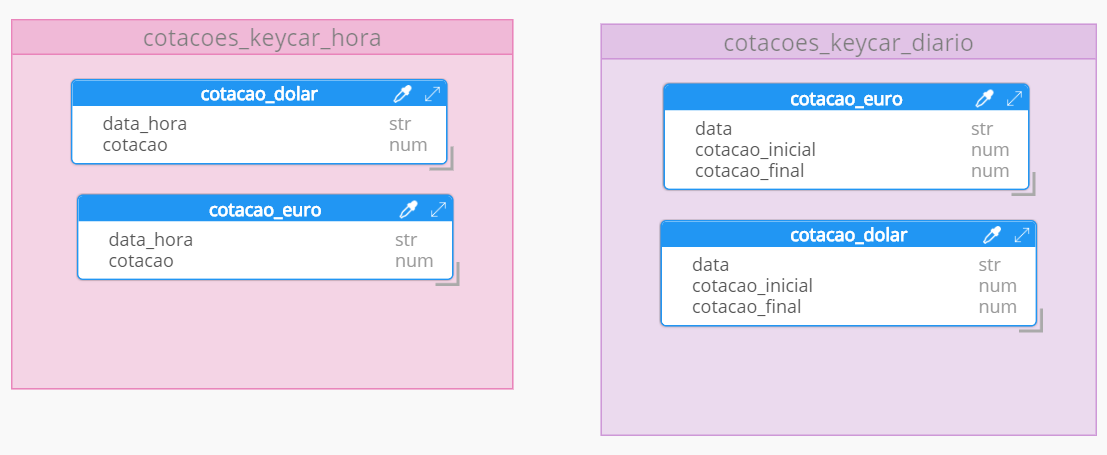 cotacoes_keycar_hora
cotacao_dolar
data_hora str
cotacao num
cotacao_euro
data_hora str
cotacao num
cotacoes_keycar_diario
cotacao_euro
data str
cotacao_inicial num
cotacao_final num
cotacao_dolar
data str
cotacao_inicial num
cotacao_final num